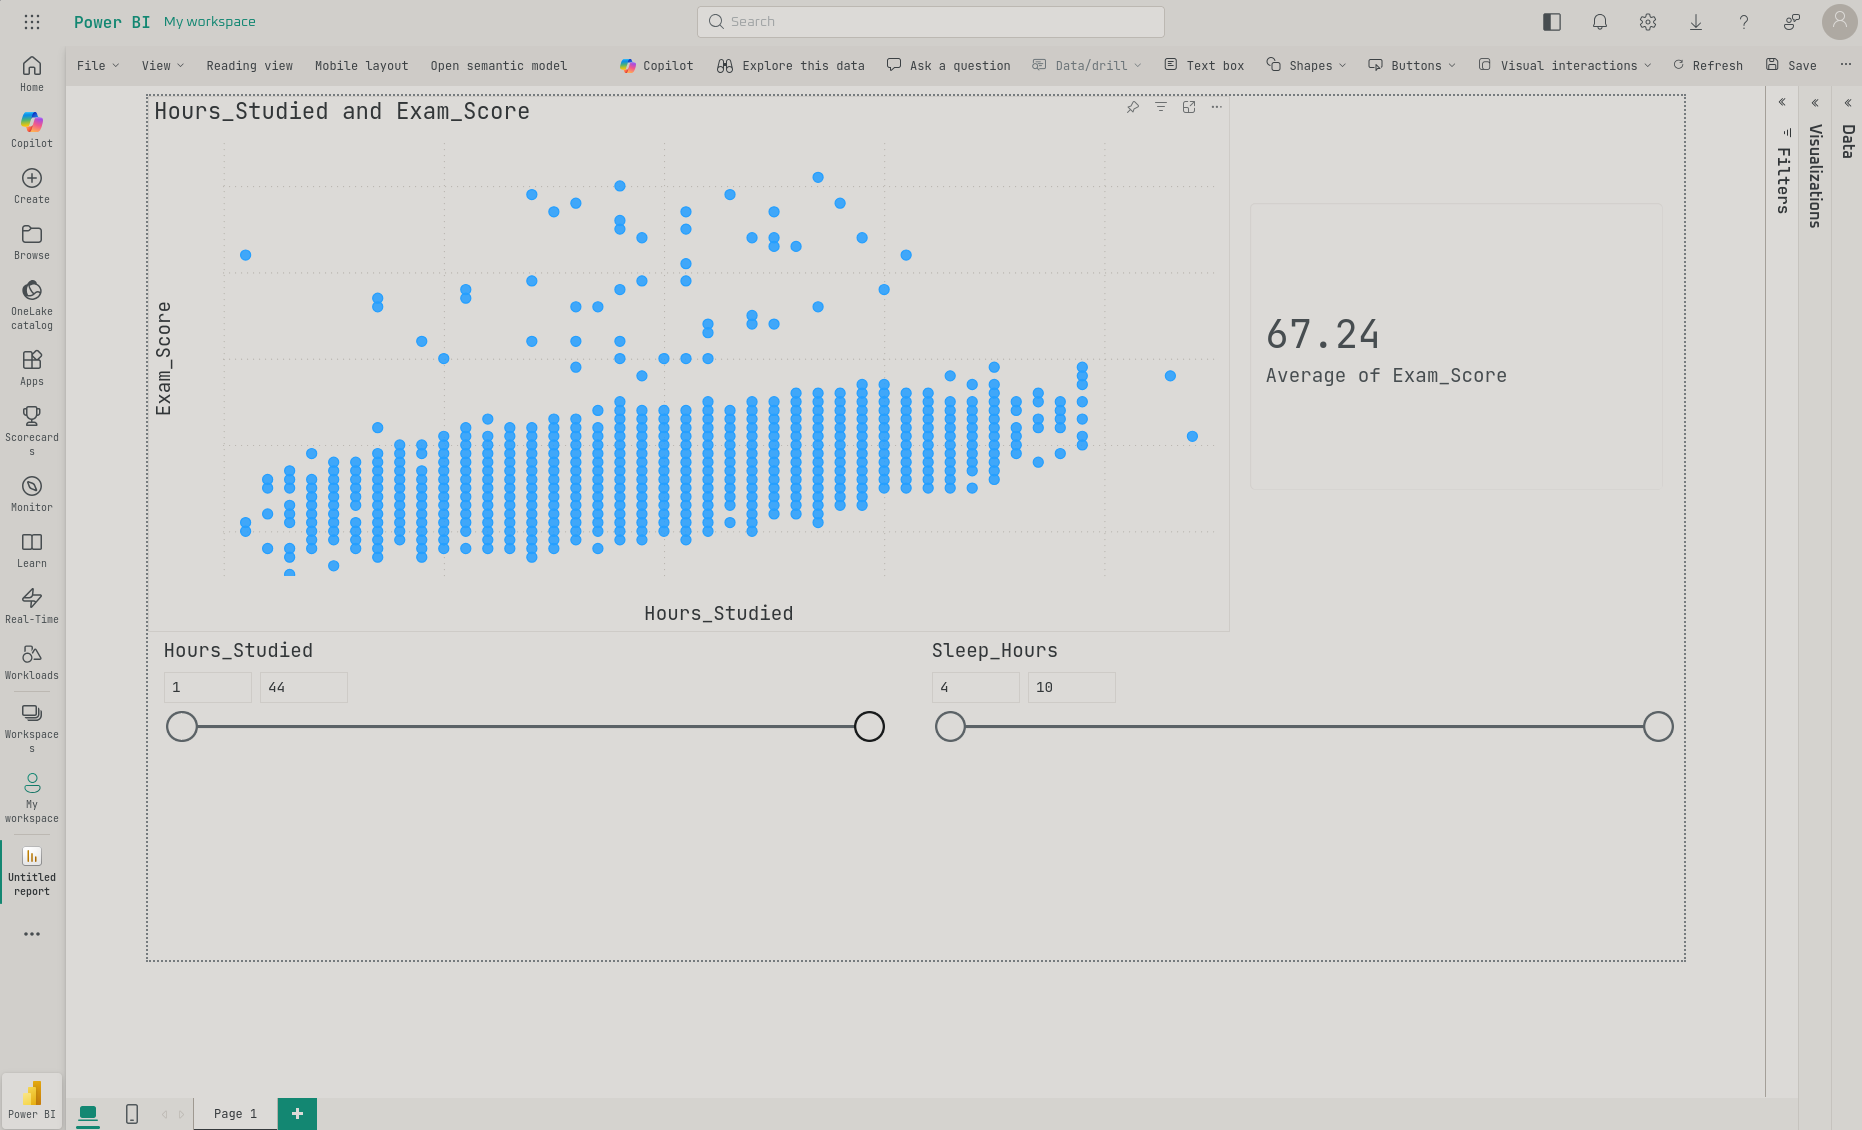 Power BI My workspace Search
File View Reading view Mobile layout Open semantic model Copilot Explore this data Ask a question Data/drill Text box Shapes Buttons Visual interactions Refresh Save
Home
Copilot
Create
Browse
OneLake
catalog
Apps
Scorecard
s
Monitor
Learn
Real-Time
Workloads
Workspace
s
My
workspace
Untitled
report
Power BI
Hours_Studied and Exam_Score
Exam_Score
Hours_Studied
67.24
Average of Exam_Score
Hours_Studied
1 44
Sleep_Hours
4 10
Filters
Visualizations
Data
Page 1